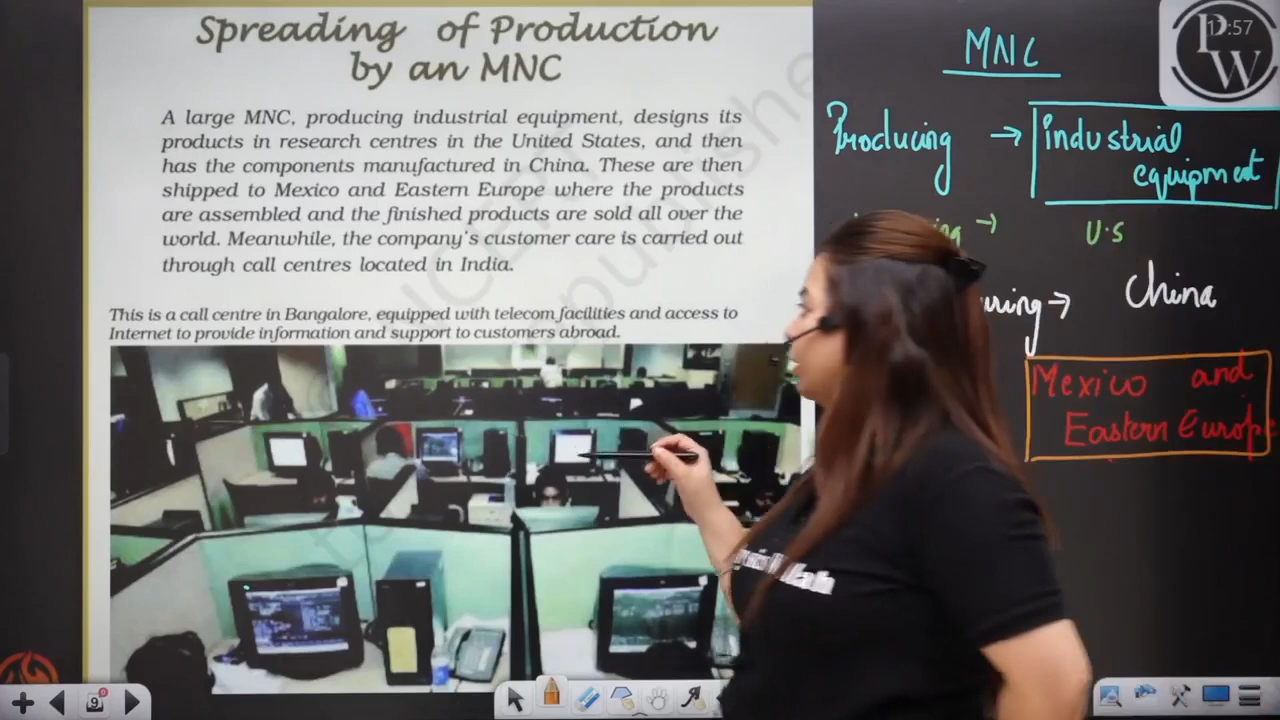 Spreading of Production
by an MNC
A large MNC, producing industrial equipment, designs its
products in research centres in the United States, and then
has the components manufactured in China. These are then
shipped to Mexico and Eastern Europe where the products
are assembled and the finished products are sold all over the
world. Meanwhile, the company's customer care is carried out
through call centres located in India.
This is a call centre in Bangalore, equipped with telecom facilities and access to
Internet to provide information and support to customers abroad.
MNC
Producing → industrial
equipment
→ U.S
→ China
Mexico and
Eastern Europe
PW
9